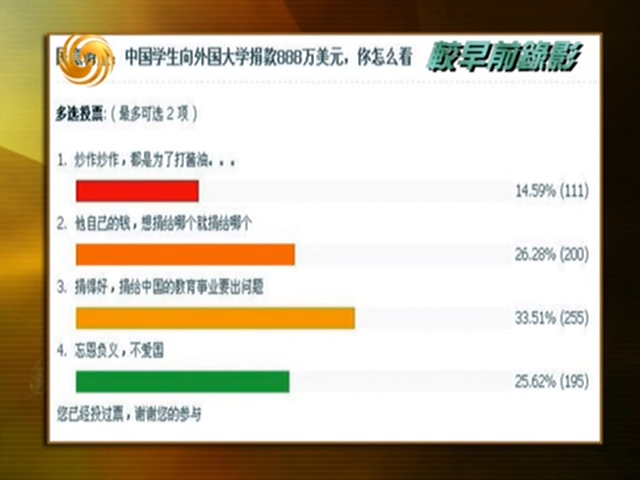 中国学生向外国大学捐款888万美元，你怎么看
較早前錄影
多选投票:（最多可选 2 项）
1. 炒作炒作，都是为了打酱油...
14.59% (111)
2. 他自己的钱，想捐给哪个就捐给哪个
26.28% (200)
3. 捐得好，捐给中国的教育事业要出问题
33.51% (255)
4. 忘恩负义，不爱国
25.62% (195)
您已经投过票，谢谢您的参与